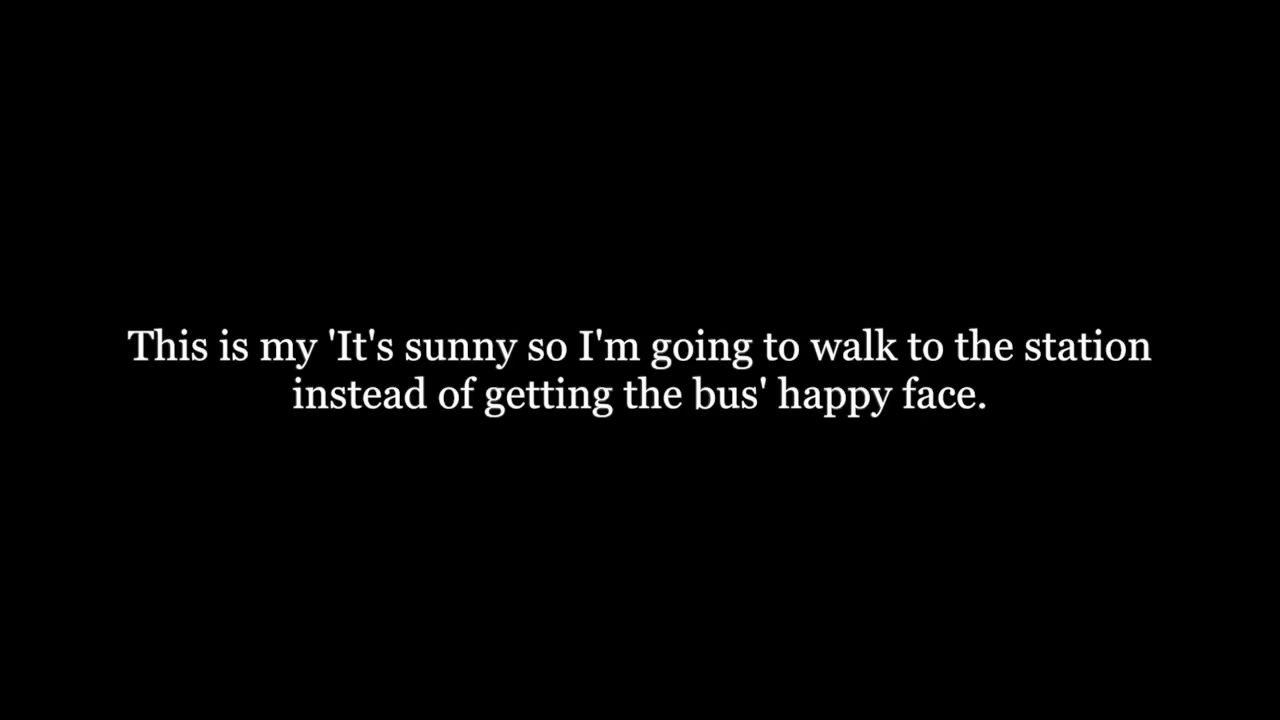 This is my 'It's sunny so I'm going to walk to the station
instead of getting the bus' happy face.